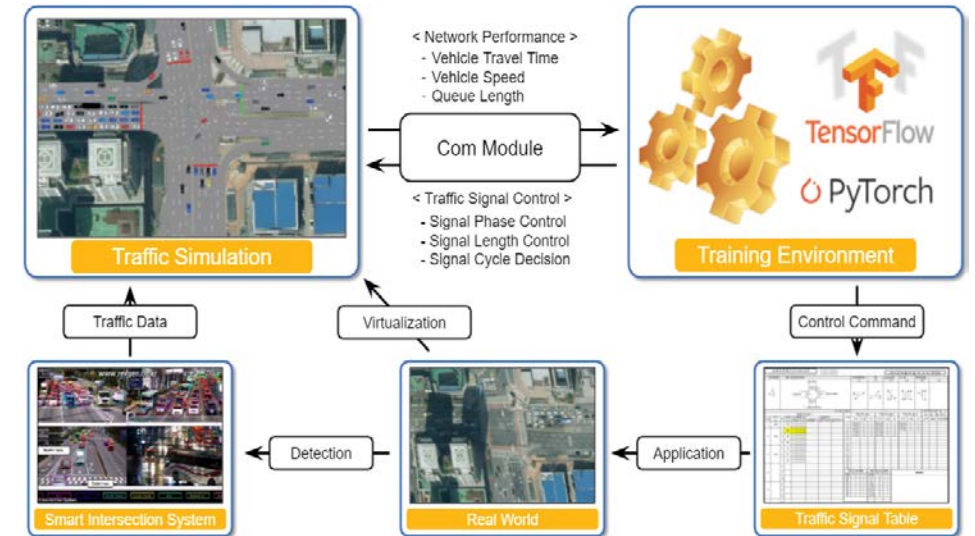 < Network Performance >
- Vehicle Travel Time
- Vehicle Speed
- Queue Length
Com Module
< Traffic Signal Control >
- Signal Phase Control
- Signal Length Control
- Signal Cycle Decision
TensorFlow
PyTorch
Traffic Simulation
Training Environment
Traffic Data
Virtualization
Control Command
Detection
Application
Smart Intersection System
Real World
Traffic Signal Table